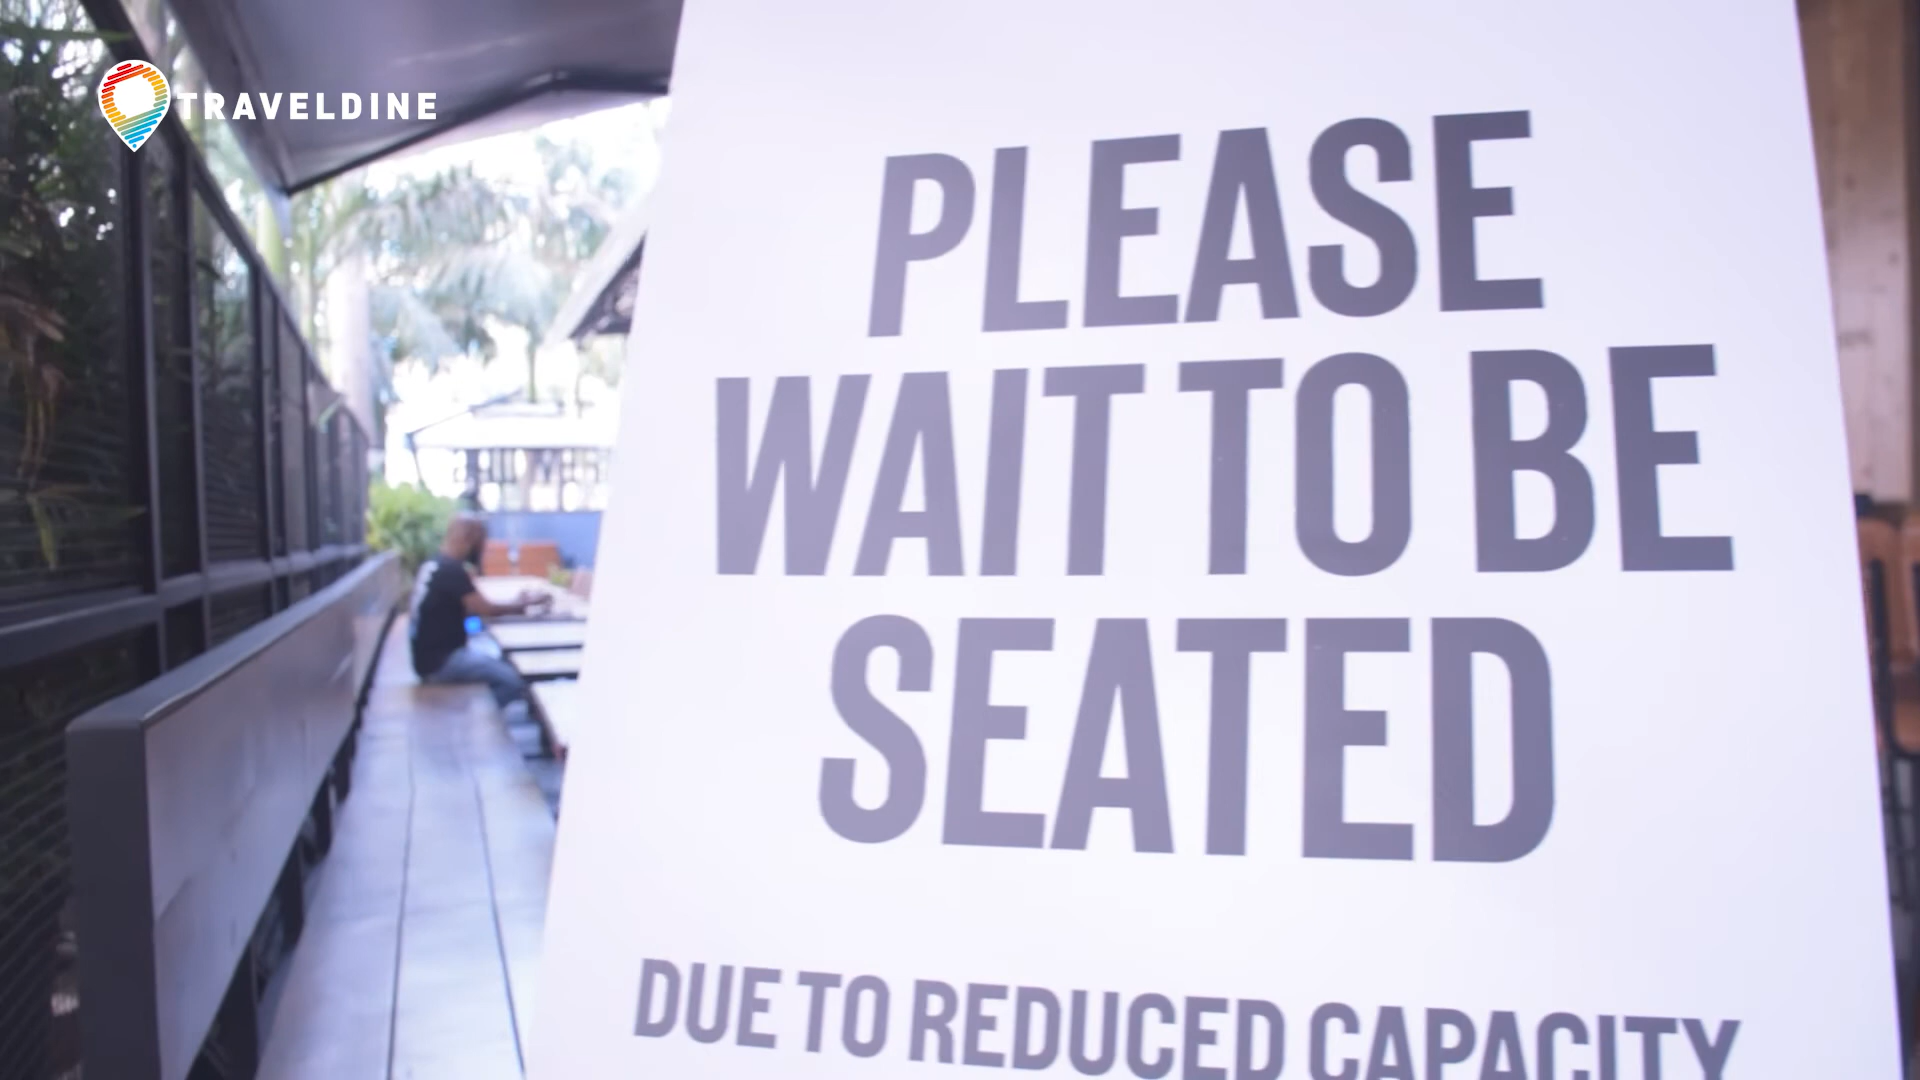 TRAVELDINE
PLEASE
WAIT TO BE
SEATED
DUE TO REDUCED CAPACITY